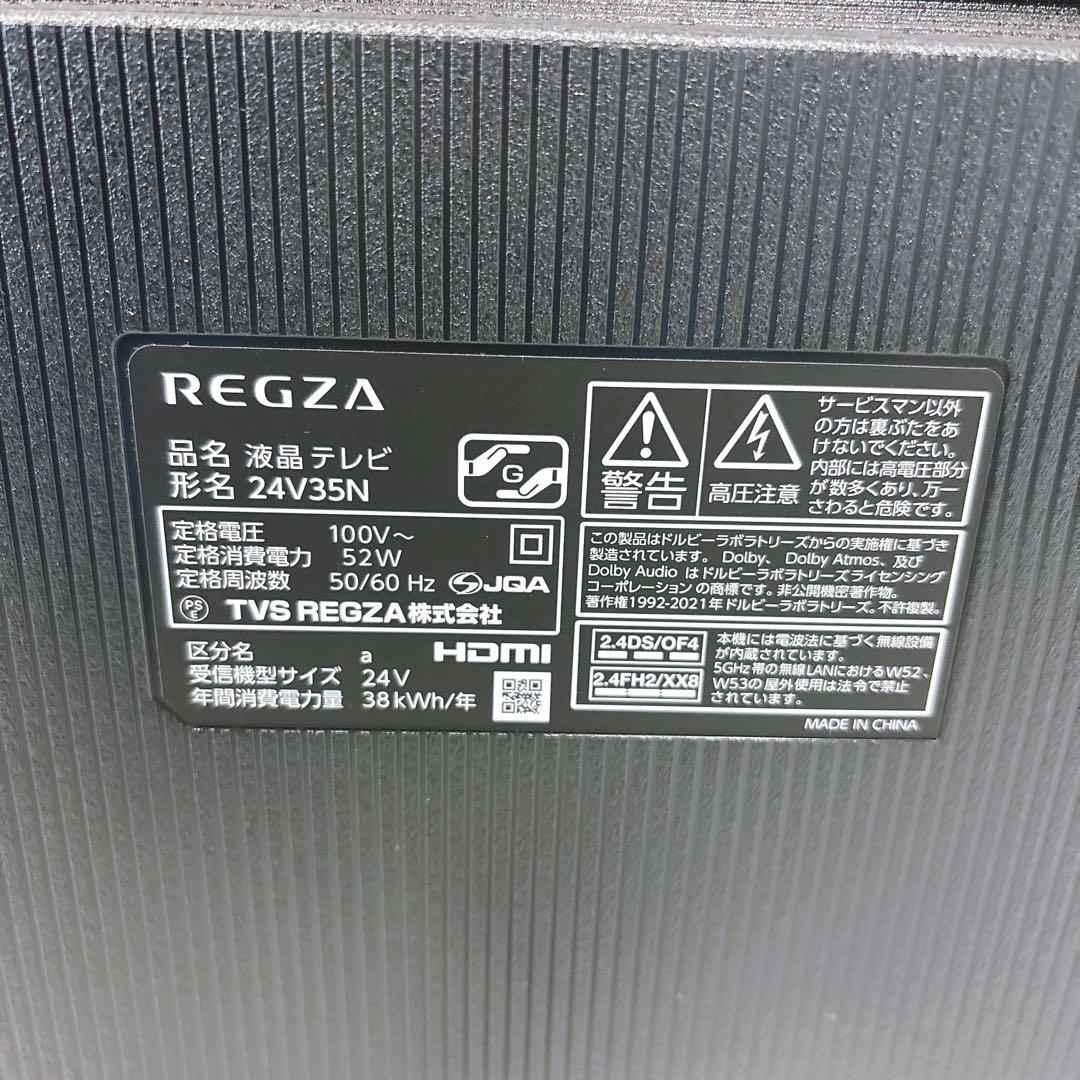 REGZA
品名 液晶テレビ
形名 24V35N
G
定格電圧 100V～
定格消費電力 52W
定格周波数 50/60 Hz JQA
PS E TVS REGZA株式会社
区分名 a HDMI
受信機型サイズ 24V
年間消費電力量 38kWh/年
警告
高圧注意
サービスマン以外
の方は裏ぶたをあ
けないでください。
内部には高電圧部分
が数多くあり、万一
さわると危険です。
この製品はドルビーラボラトリーズからの実施権に基づき
製造されています。Dolby、Dolby Atmos、及び
Dolby Audio はドルビーラボラトリーズライセンシング
コーポレーションの商標です。非公開機密著作物。
著作権1992-2021年ドルビーラボラトリーズ。不許複製。
2.4DS/OF4
2.4FH2/XX8
本機には電波法に基づく無線設備
が内蔵されています。
5GHz帯の無線LANにおけるW52、
W53の屋外使用は法令で禁止
されています。
MADE IN CHINA